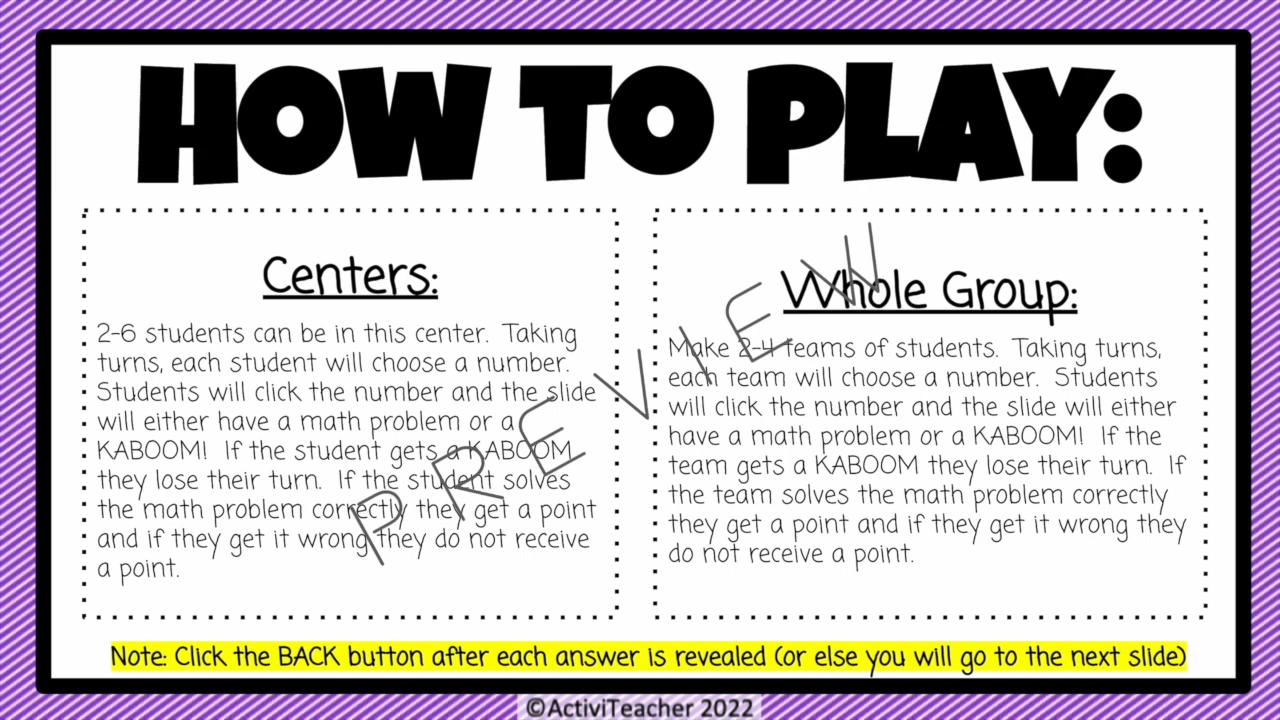 HOW TO PLAY:
Centers:
2-6 students can be in this center. Taking
turns, each student will choose a number.
Students will click the number and the slide
will either have a math problem or a
KABOOM! If the student gets a KABOOM
they lose their turn. If the student solves
the math problem correctly they get a point
and if they get it wrong they do not receive
a point.
Whole Group:
Make 2-4 teams of students. Taking turns,
each team will choose a number. Students
will click the number and the slide will either
have a math problem or a KABOOM! If the
team gets a KABOOM they lose their turn. If
the team solves the math problem correctly
they get a point and if they get it wrong they
do not receive a point.
PREVIEW
Note: Click the BACK button after each answer is revealed (or else you will go to the next slide)
©ActiviTeacher 2022